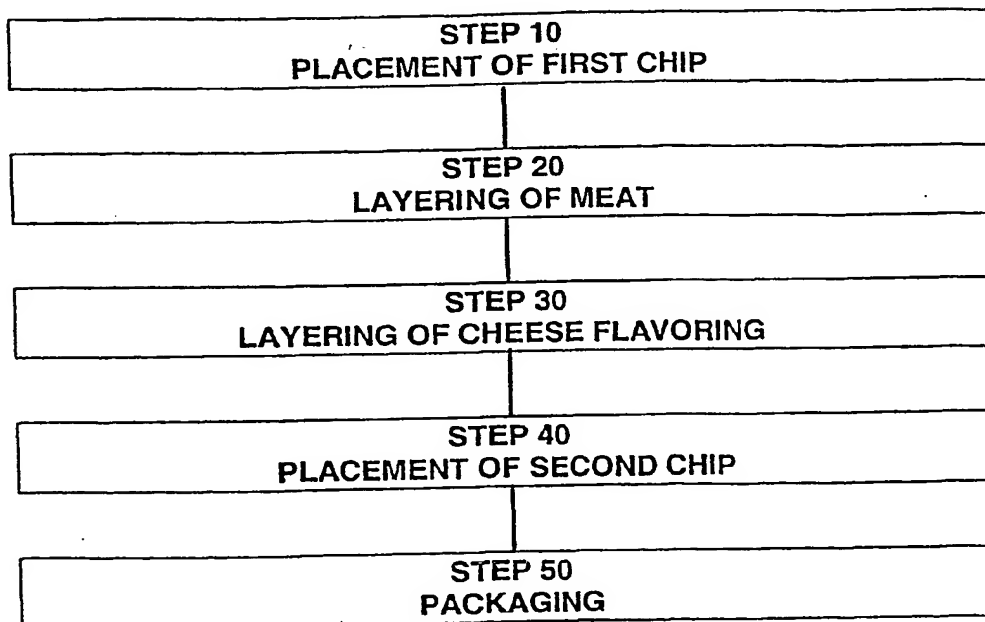 STEP 10
PLACEMENT OF FIRST CHIP
STEP 20
LAYERING OF MEAT
STEP 30
LAYERING OF CHEESE FLAVORING
STEP 40
PLACEMENT OF SECOND CHIP
STEP 50
PACKAGING